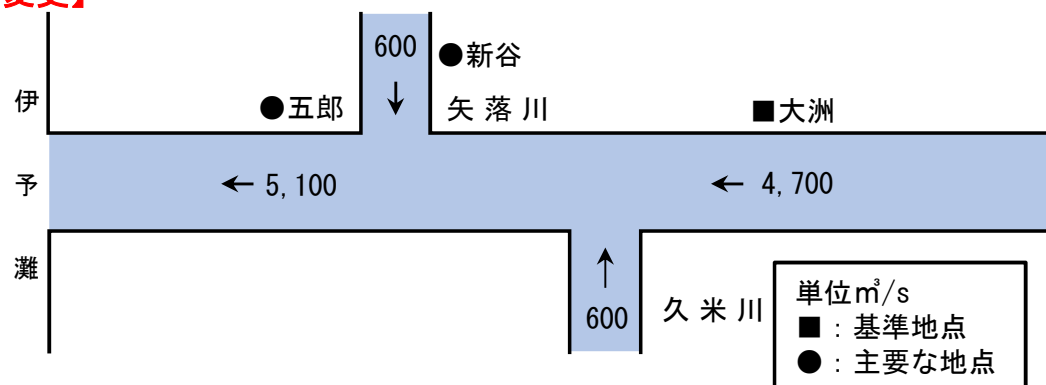 変更】
600
●新谷
伊
●五郎
↓
矢落川
■大洲
予
← 5,100
← 4,700
灘
↑
600
久米川
単位㎥/s
■：基準地点
●：主要な地点